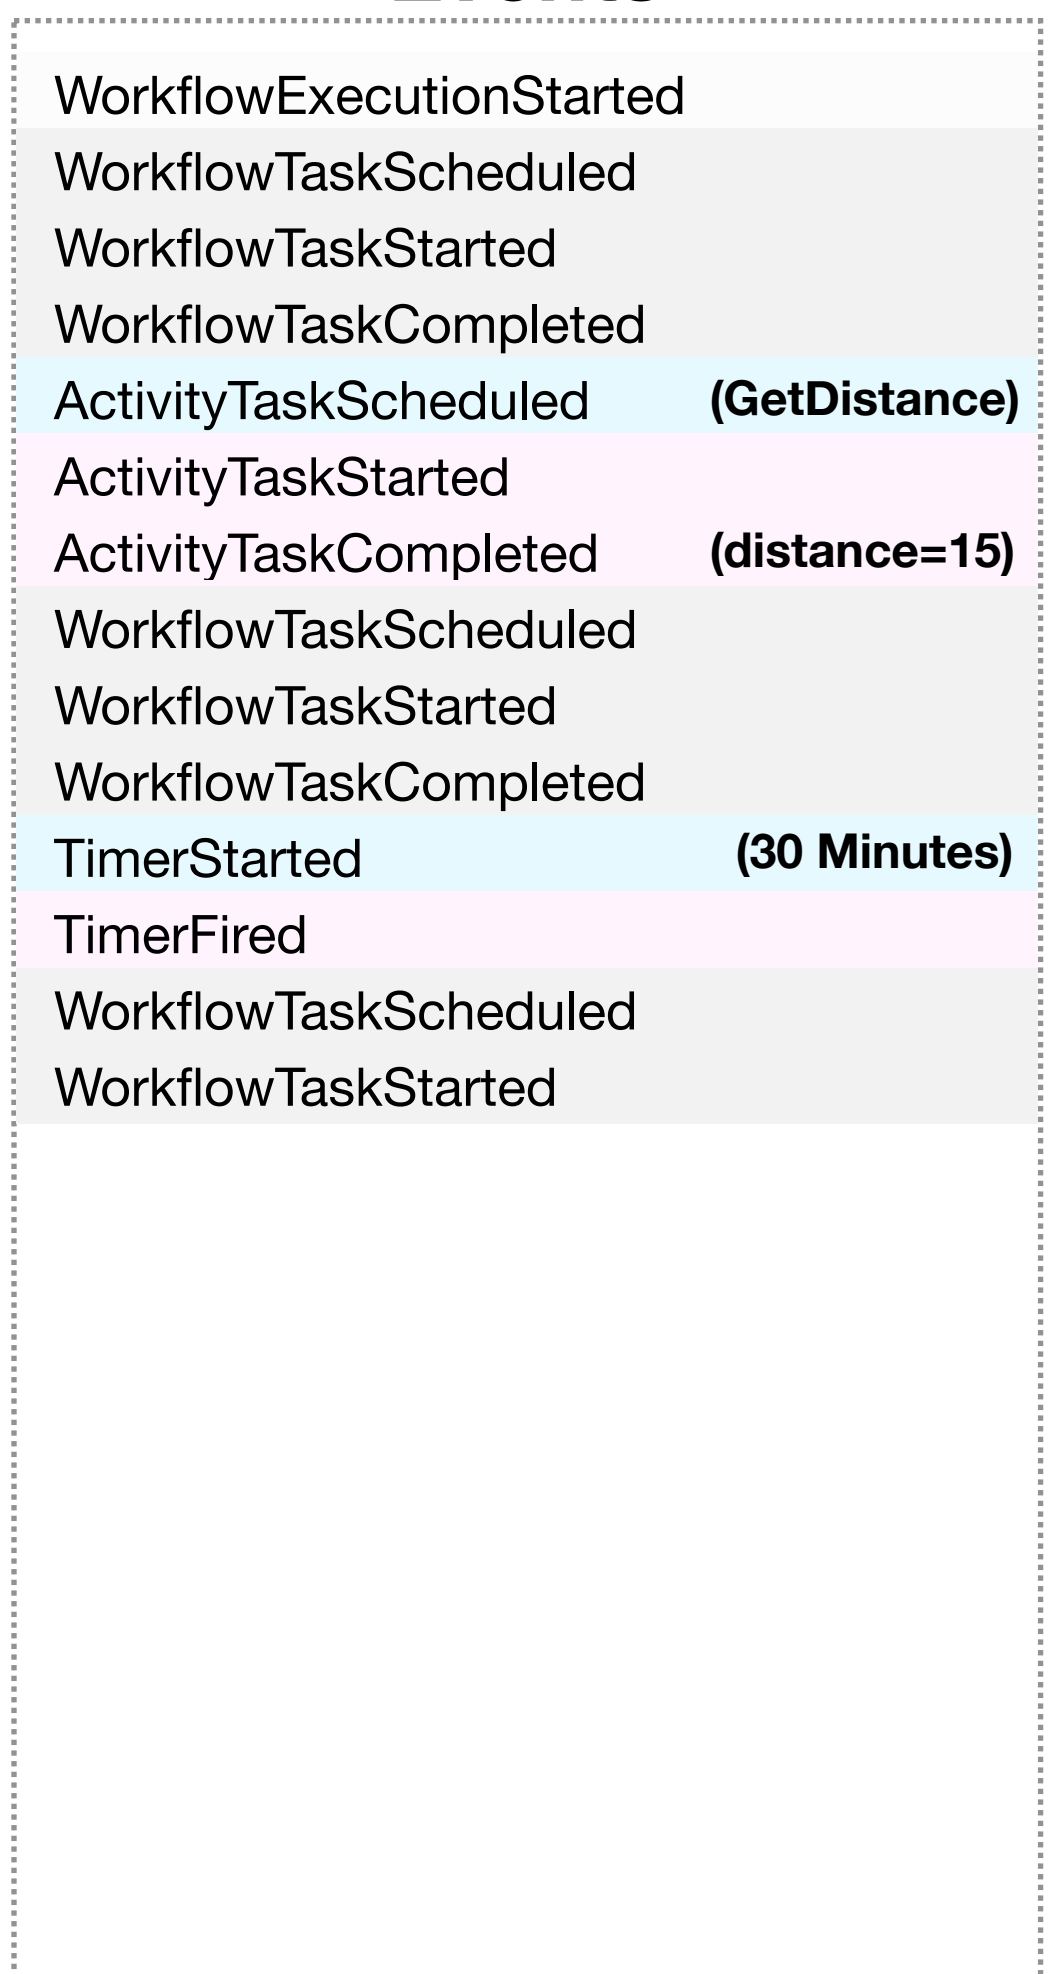 WorkflowExecutionStarted
WorkflowTaskScheduled
WorkflowTaskStarted
WorkflowTaskCompleted
ActivityTaskScheduled (GetDistance)
ActivityTaskStarted
ActivityTaskCompleted (distance=15)
WorkflowTaskScheduled
WorkflowTaskStarted
WorkflowTaskCompleted
TimerStarted (30 Minutes)
TimerFired
WorkflowTaskScheduled
WorkflowTaskStarted